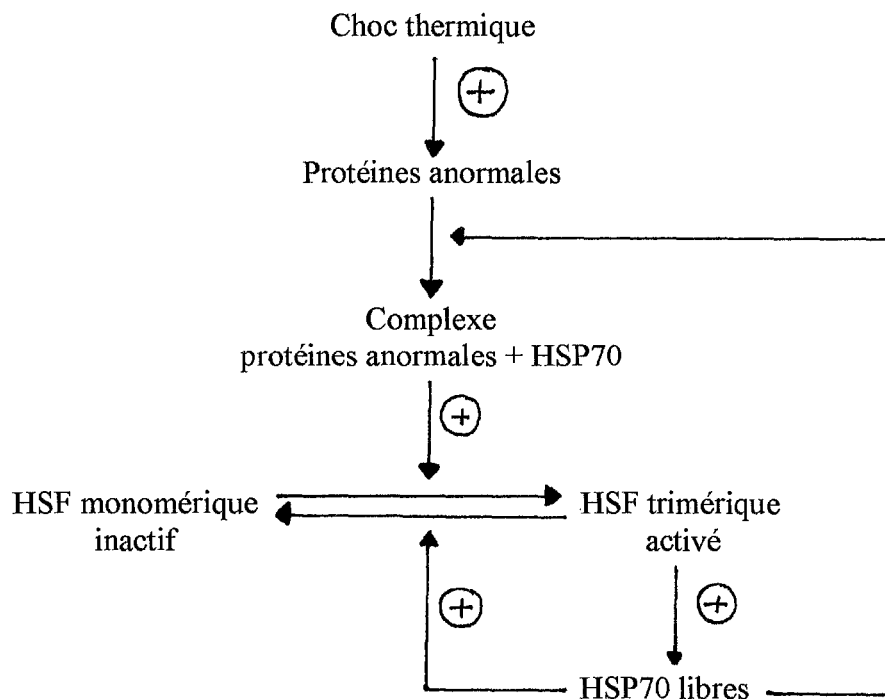 Choc thermique
+
Protéines anormales
Complexe
protéines anormales + HSP70
+
HSF monomérique
inactif
HSF trimérique
activé
+
+
HSP70 libres